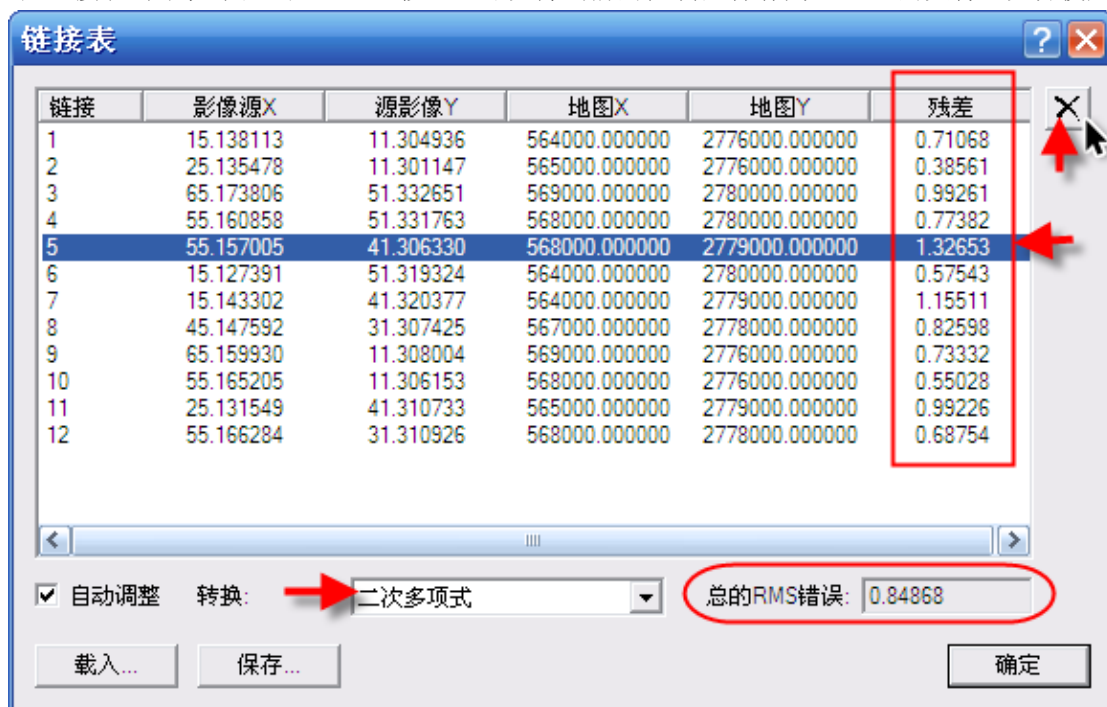 链接表
链接 影像源X 源影像Y 地图X 地图Y 残差
1 15.138113 11.304936 564000.000000 2776000.000000 0.71068
2 25.135478 11.301147 565000.000000 2776000.000000 0.38561
3 65.173806 51.332651 569000.000000 2780000.000000 0.99261
4 55.160858 51.331763 568000.000000 2780000.000000 0.77382
5 55.157005 41.306330 568000.000000 2779000.000000 1.32653
6 15.127391 51.319324 564000.000000 2780000.000000 0.57543
7 15.143302 41.320377 564000.000000 2779000.000000 1.15511
8 45.147592 31.307425 567000.000000 2778000.000000 0.82598
9 65.159930 11.308004 569000.000000 2776000.000000 0.73332
10 55.165205 11.306153 568000.000000 2776000.000000 0.55028
11 25.131549 41.310733 565000.000000 2779000.000000 0.99226
12 55.166284 31.310926 568000.000000 2778000.000000 0.68754
自动调整 转换: 二次多项式 总的RMS错误: 0.84868
载入... 保存... 确定